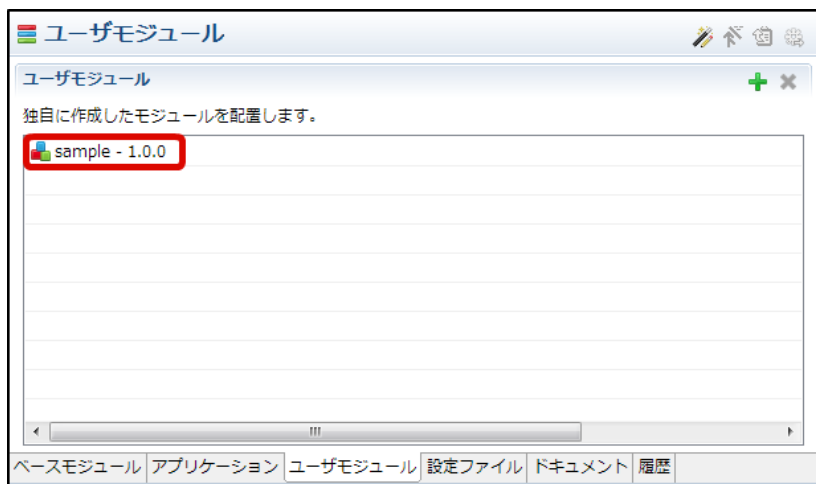 ユーザモジュール
ユーザモジュール
独自に作成したモジュールを配置します。
sample - 1.0.0
ベースモジュール アプリケーション ユーザモジュール 設定ファイル ドキュメント 履歴